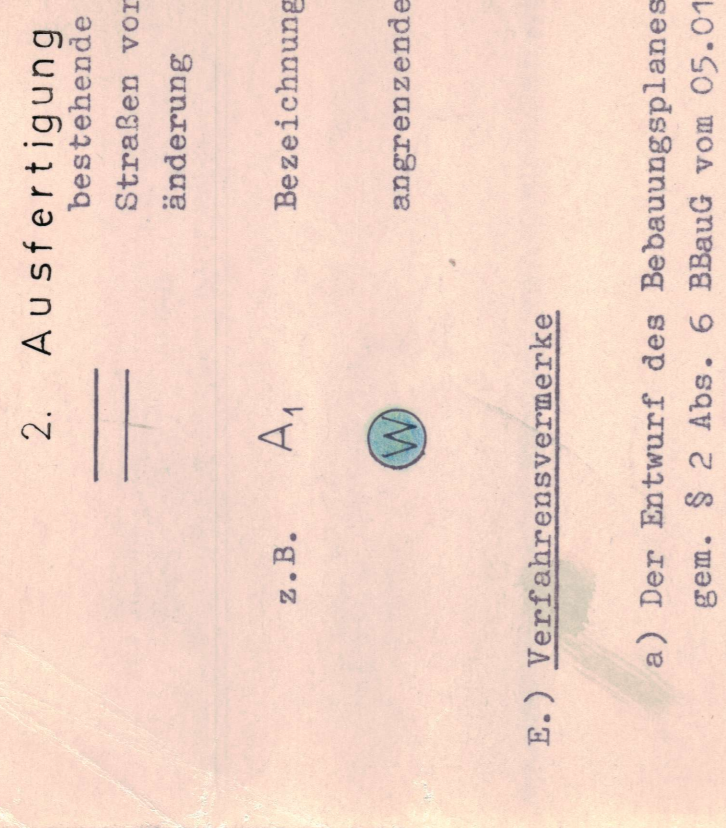 2. Ausfertigung
bestehende
Straßen vor
änderung
z.B. A1 Bezeichnung
W angrenzende
E.) Verfahrensvermerke
a) Der Entwurf des Bebauungsplanes
gem. § 2 Abs. 6 BBauG vom 05.01